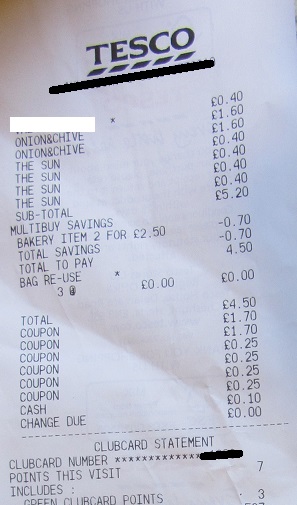 TESCO
* £0.40
ONION&CHIVE £1.60
ONION&CHIVE £1.60
THE SUN £0.40
THE SUN £0.40
THE SUN £0.40
THE SUN £0.40
SUB-TOTAL £5.20
MULTIBUY SAVINGS
BAKERY ITEM 2 FOR £2.50 -0.70
TOTAL SAVINGS -0.70
TOTAL TO PAY 4.50
BAG RE-USE *
3 @ £0.00 £0.00
TOTAL £4.50
COUPON £1.70
COUPON £1.70
COUPON £0.25
COUPON £0.25
COUPON £0.25
COUPON £0.25
CASH £0.10
CHANGE DUE £0.00
CLUBCARD STATEMENT
CLUBCARD NUMBER **************
POINTS THIS VISIT 7
INCLUDES :
GREEN CLUBCARD POINTS 3